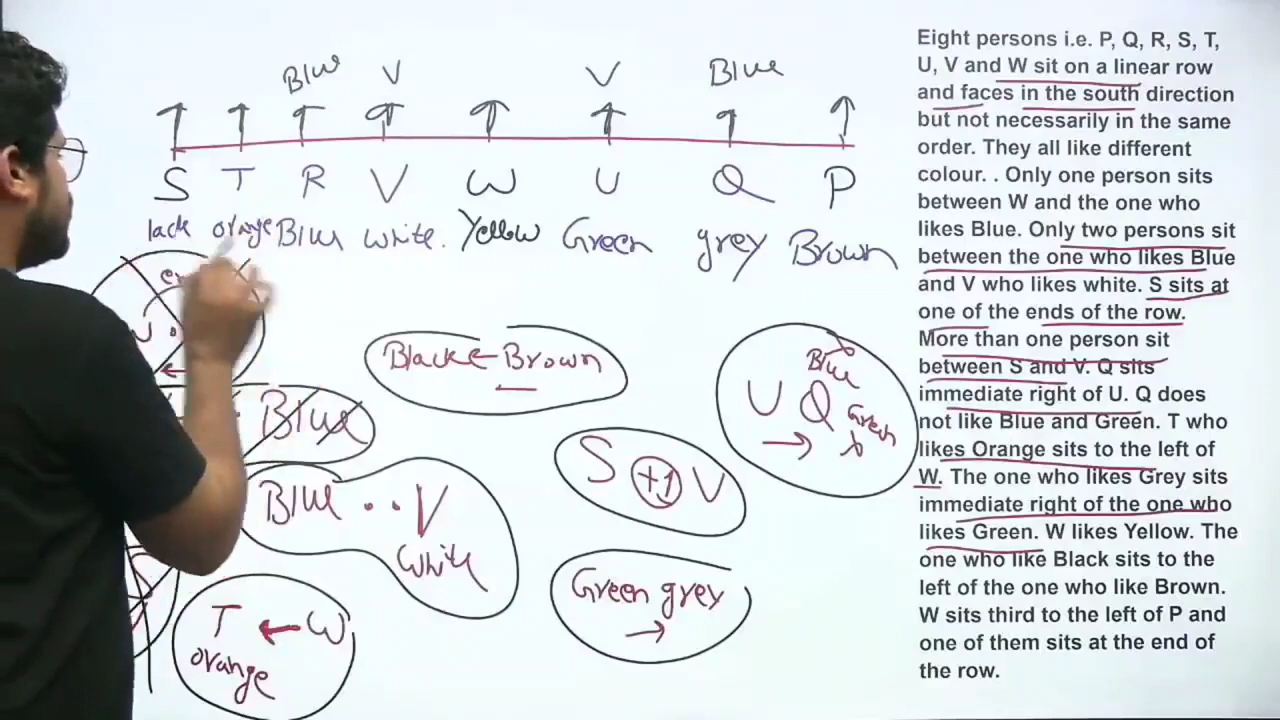 Blue V V Blue
S T R V W U Q P
lack orange Blue white. Yellow Green grey Brown
Black ← Brown
Blue
U Q Green
Blue
S +1 V
Blue .. V
white
Green grey
T ← W
orange
Eight persons i.e. P, Q, R, S, T,
U, V and W sit on a linear row
and faces in the south direction
but not necessarily in the same
order. They all like different
colour. . Only one person sits
between W and the one who
likes Blue. Only two persons sit
between the one who likes Blue
and V who likes white. S sits at
one of the ends of the row.
More than one person sit
between S and V. Q sits
immediate right of U. Q does
not like Blue and Green. T who
likes Orange sits to the left of
W. The one who likes Grey sits
immediate right of the one who
likes Green. W likes Yellow. The
one who like Black sits to the
left of the one who like Brown.
W sits third to the left of P and
one of them sits at the end of
the row.